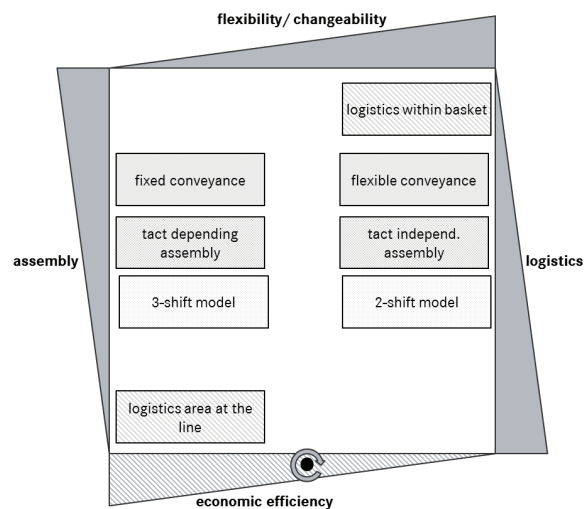 flexibility/ changeability
logistics within basket
fixed conveyance
flexible conveyance
tact depending
assembly
tact independ.
assembly
assembly
logistics
3-shift model
2-shift model
logistics area at the
line
economic efficiency